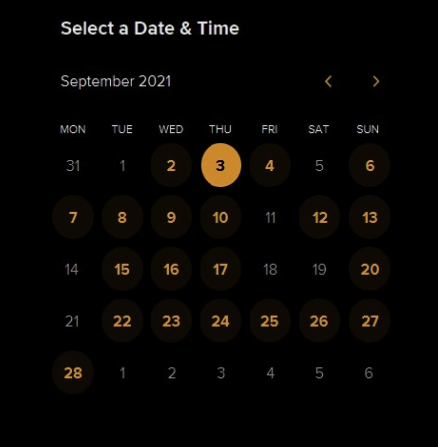 Select a Date & Time
September 2021
MON TUE WED THU FRI SAT SUN
31 1 2 3 4 5 6
7 8 9 10 11 12 13
14 15 16 17 18 19 20
21 22 23 24 25 26 27
28 1 2 3 4 5 6